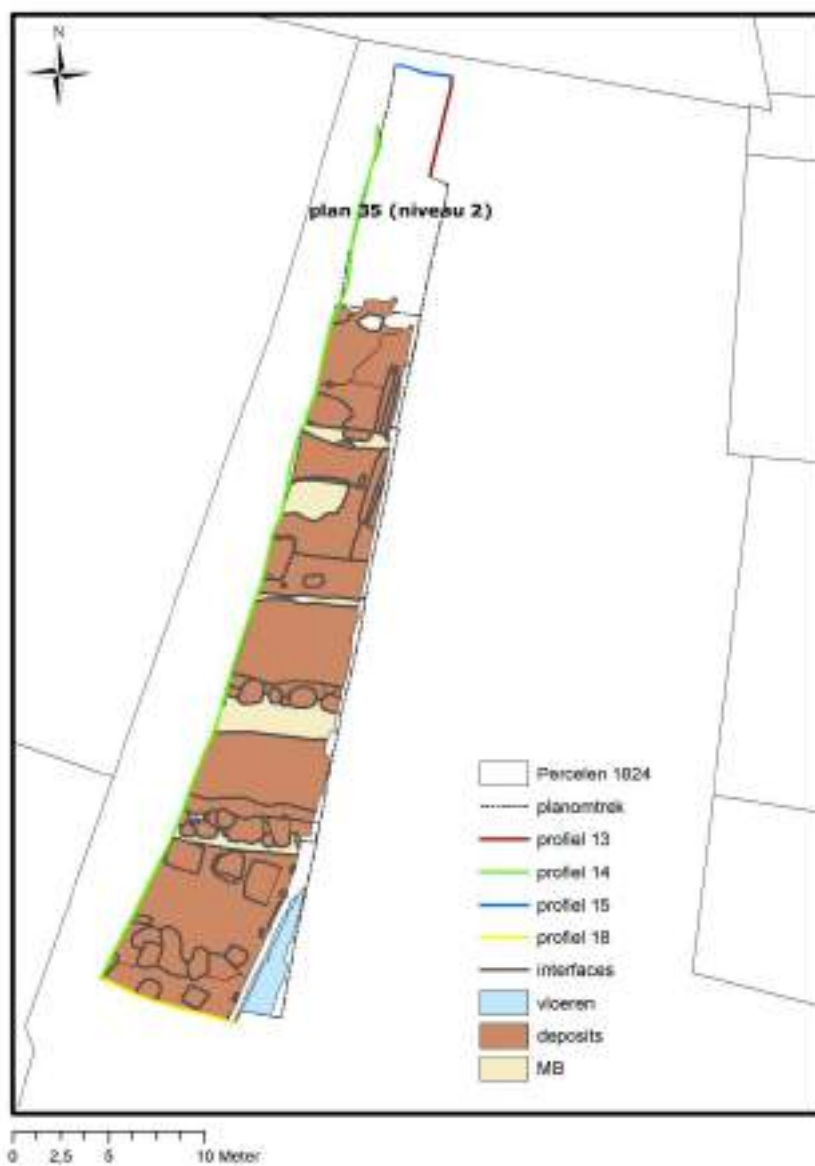 N
plan 35 (niveau 2)
Percelen 1824
planomtrek
profiel 13
profiel 14
profiel 15
profiel 18
interfaces
vloeren
deposits
MB
0 2,5 5 10 Meter